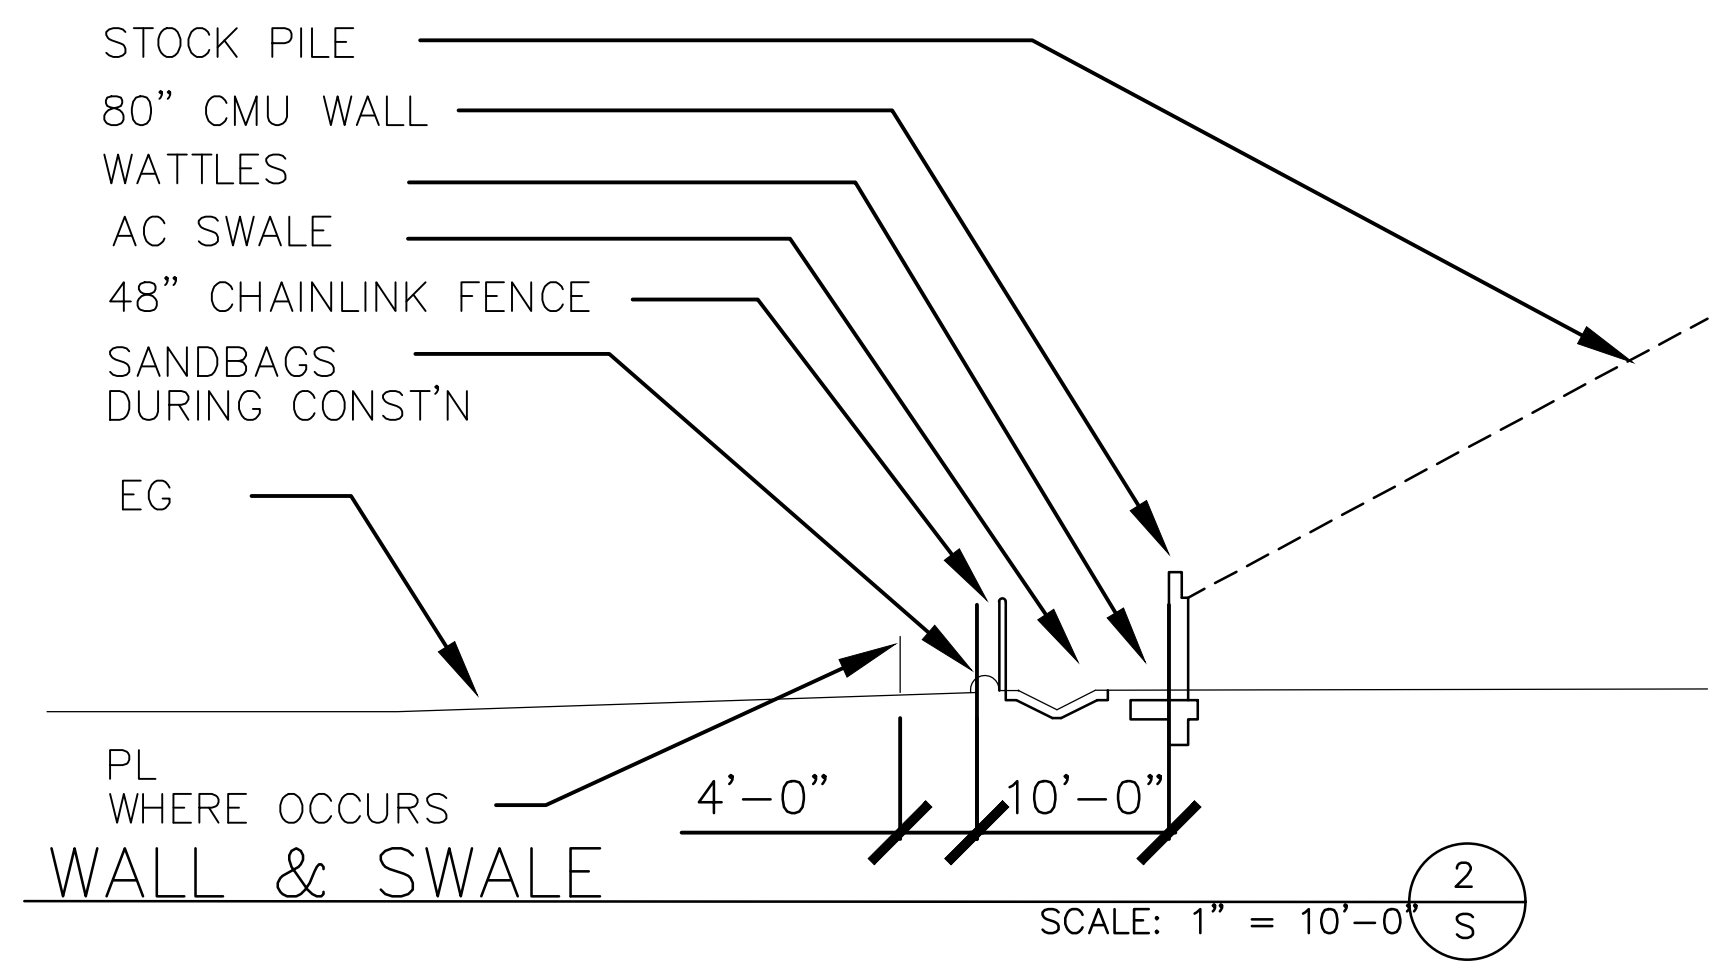 STOCK PILE
80" CMU WALL
WATTLES
AC SWALE
48" CHAINLINK FENCE
SANDBAGS
DURING CONST'N
EG
PL
WHERE OCCURS
4'-0" 10'-0"
WALL & SWALE
2
SCALE: 1" = 10'-0"
S